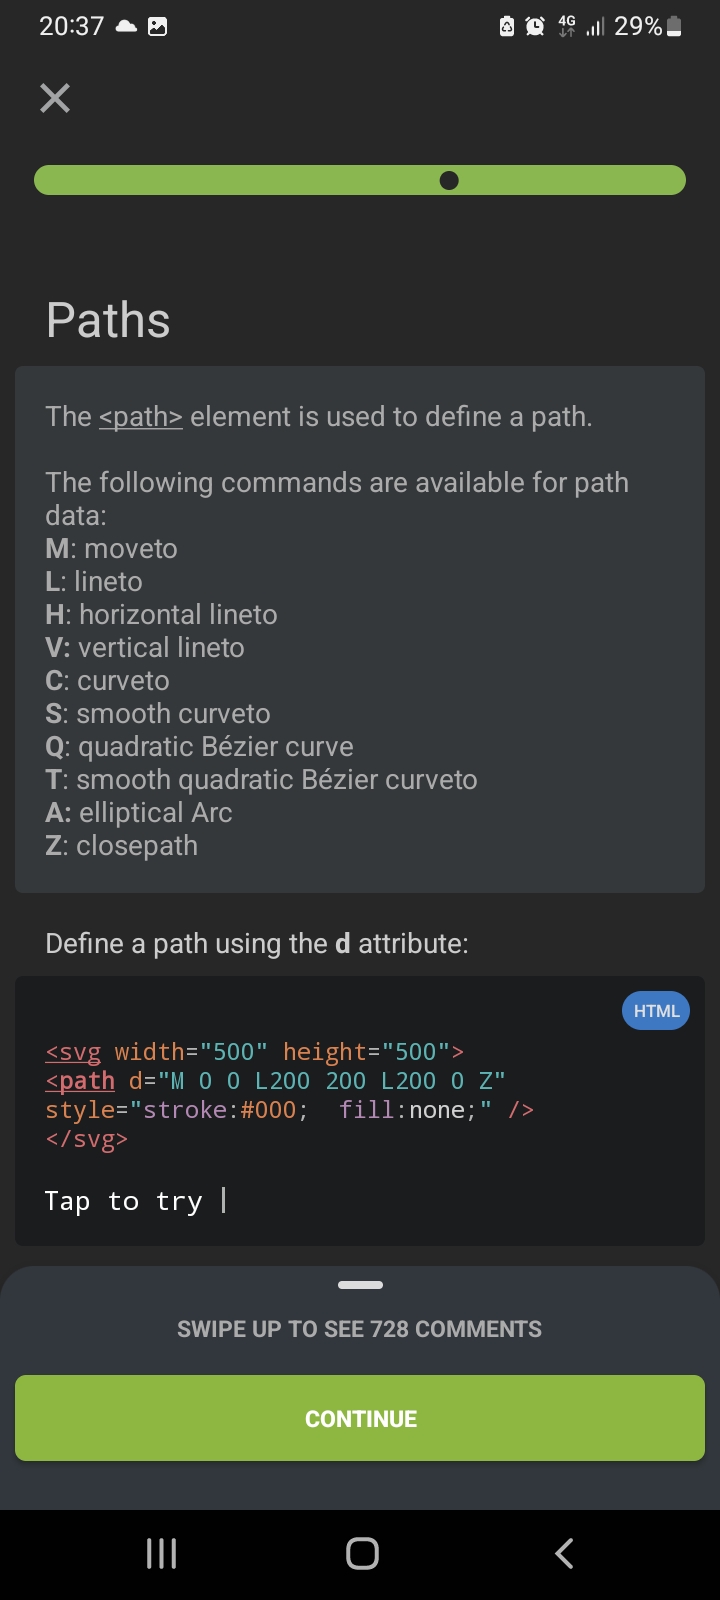 20:37
4G
29%
Paths
The <path> element is used to define a path.
The following commands are available for path
data:
M: moveto
L: lineto
H: horizontal lineto
V: vertical lineto
C: curveto
S: smooth curveto
Q: quadratic Bézier curve
T: smooth quadratic Bézier curveto
A: elliptical Arc
Z: closepath
Define a path using the d attribute:
HTML
<svg width="500" height="500">
<path d="M 0 0 L200 200 L200 0 Z"
style="stroke:#000;  fill:none;" />
</svg>
Tap to try |
SWIPE UP TO SEE 728 COMMENTS
CONTINUE